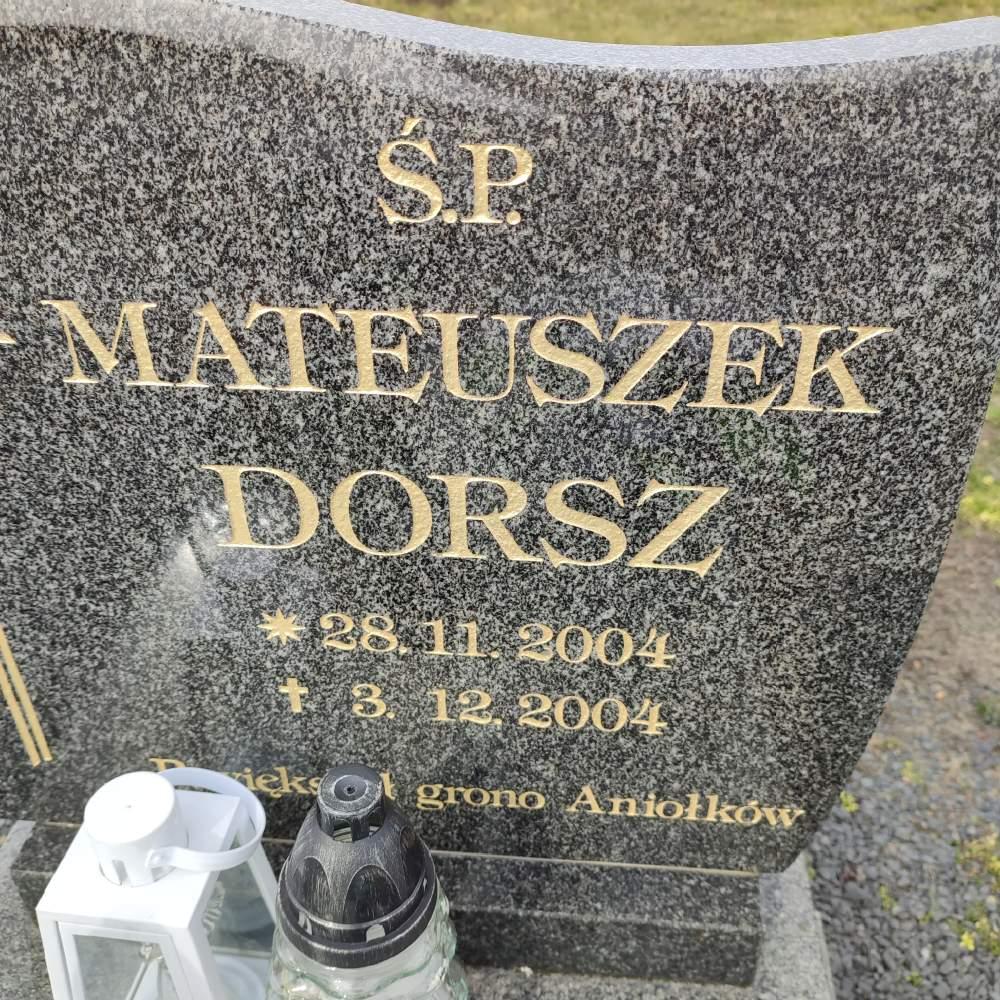 Ś.P.
MATEUSZEK
DORSZ
28.11.2004
3.12.2004
grono Aniołków